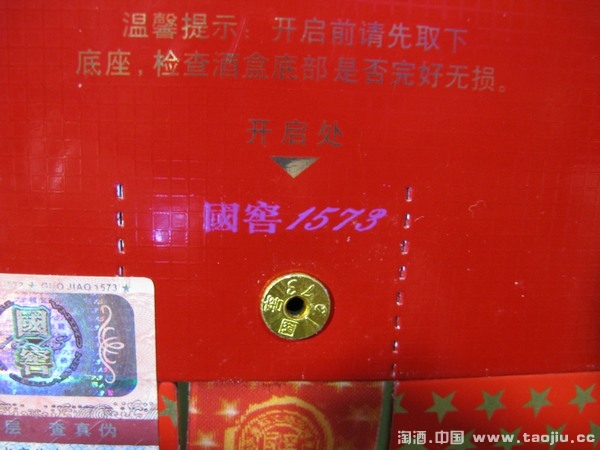 温馨提示：开启前请先取下
底座，检查酒盒底部是否完好无损。
开启处
國窖1573
GUO JIAO 1573
國窖
层 查真伪
淘酒.中国 www.taojiu.cc